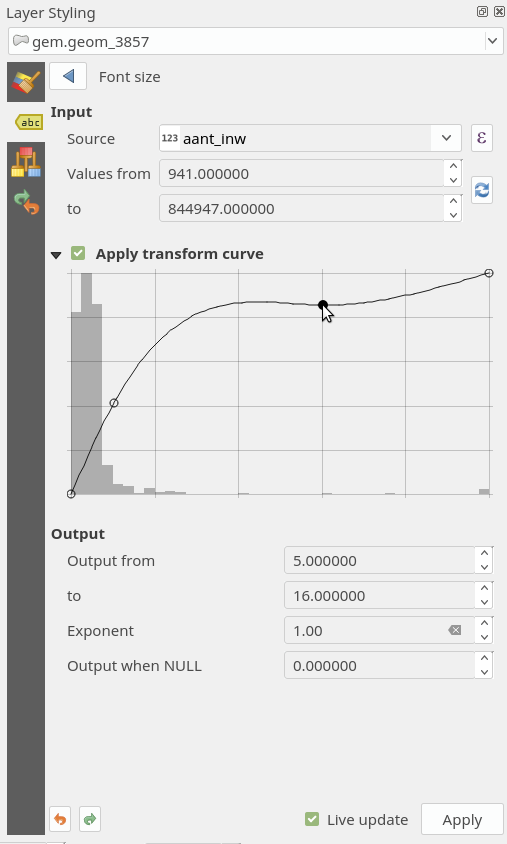 Layer Styling
gem.geom_3857
Font size
abc
Input
Source 123 aant_inw ε
Values from 941.000000
to 844947.000000
Apply transform curve
Output
Output from 5.000000
to 16.000000
Exponent 1.00
Output when NULL 0.000000
Live update Apply